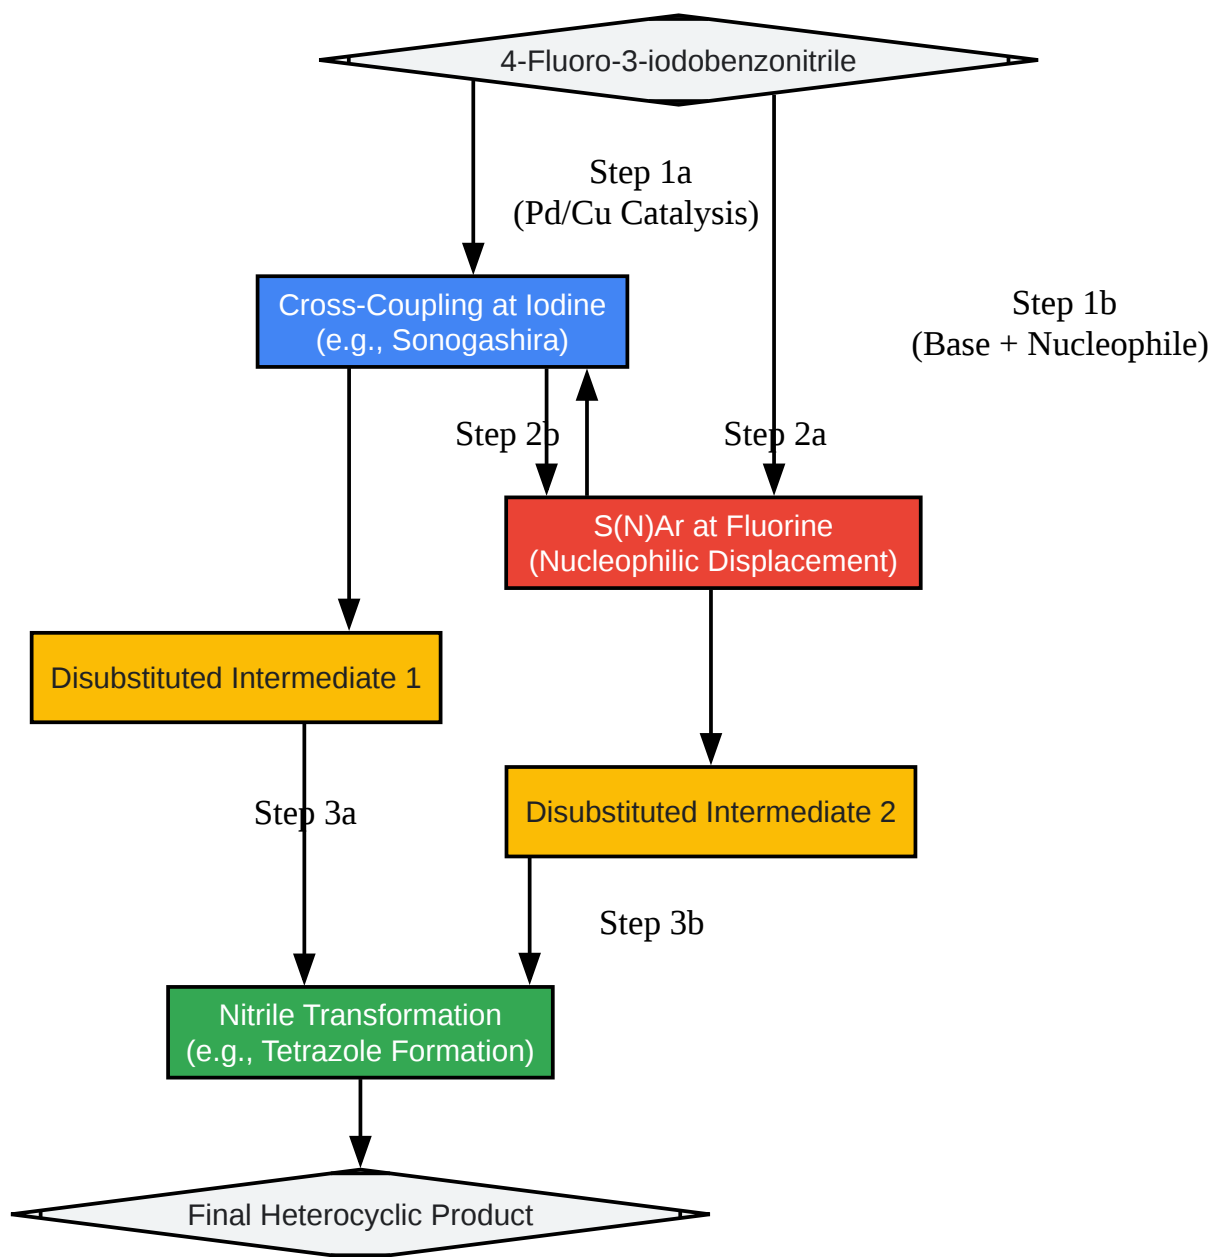 4-Fluoro-3-iodobenzonitrile
Step 1a
(Pd/Cu Catalysis)
Cross-Coupling at Iodine
(e.g., Sonogashira)
Step 1b
(Base + Nucleophile)
Step 2b
Step 2a
S(N)Ar at Fluorine
(Nucleophilic Displacement)
Disubstituted Intermediate 1
Disubstituted Intermediate 2
Step 3a
Step 3b
Nitrile Transformation
(e.g., Tetrazole Formation)
Final Heterocyclic Product